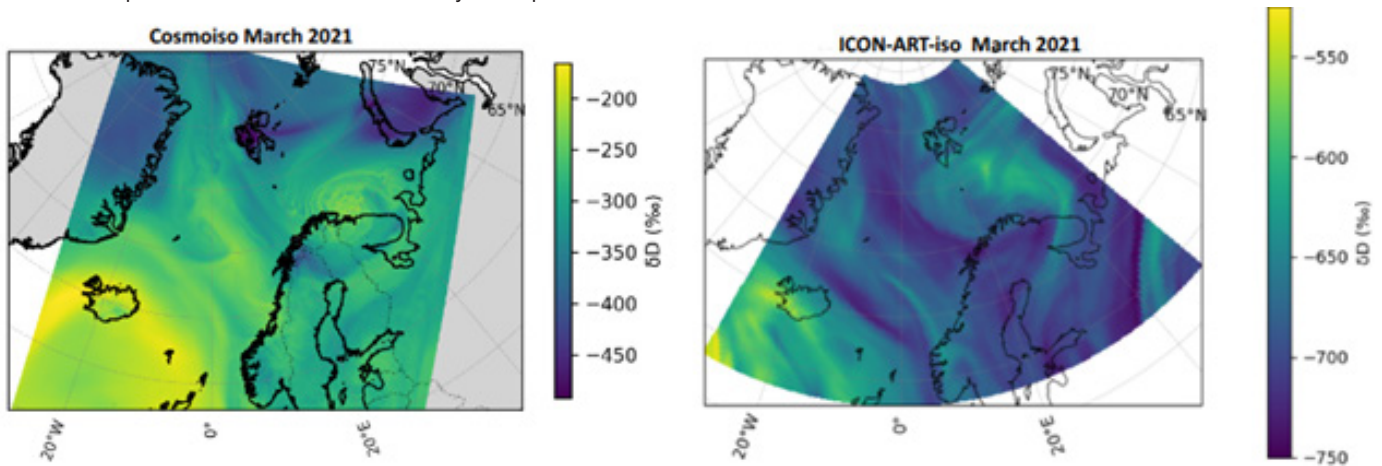 Cosmoiso March 2021
75°N
70°N
65°N
−200
−250
−300
−350
−400
−450
δD (‰)
20°W
0°
20°E
ICON-ART-iso March 2021
75°N
70°N
65°N
−550
−600
−650
−700
−750
δD (‰)
20°W
0°
20°E